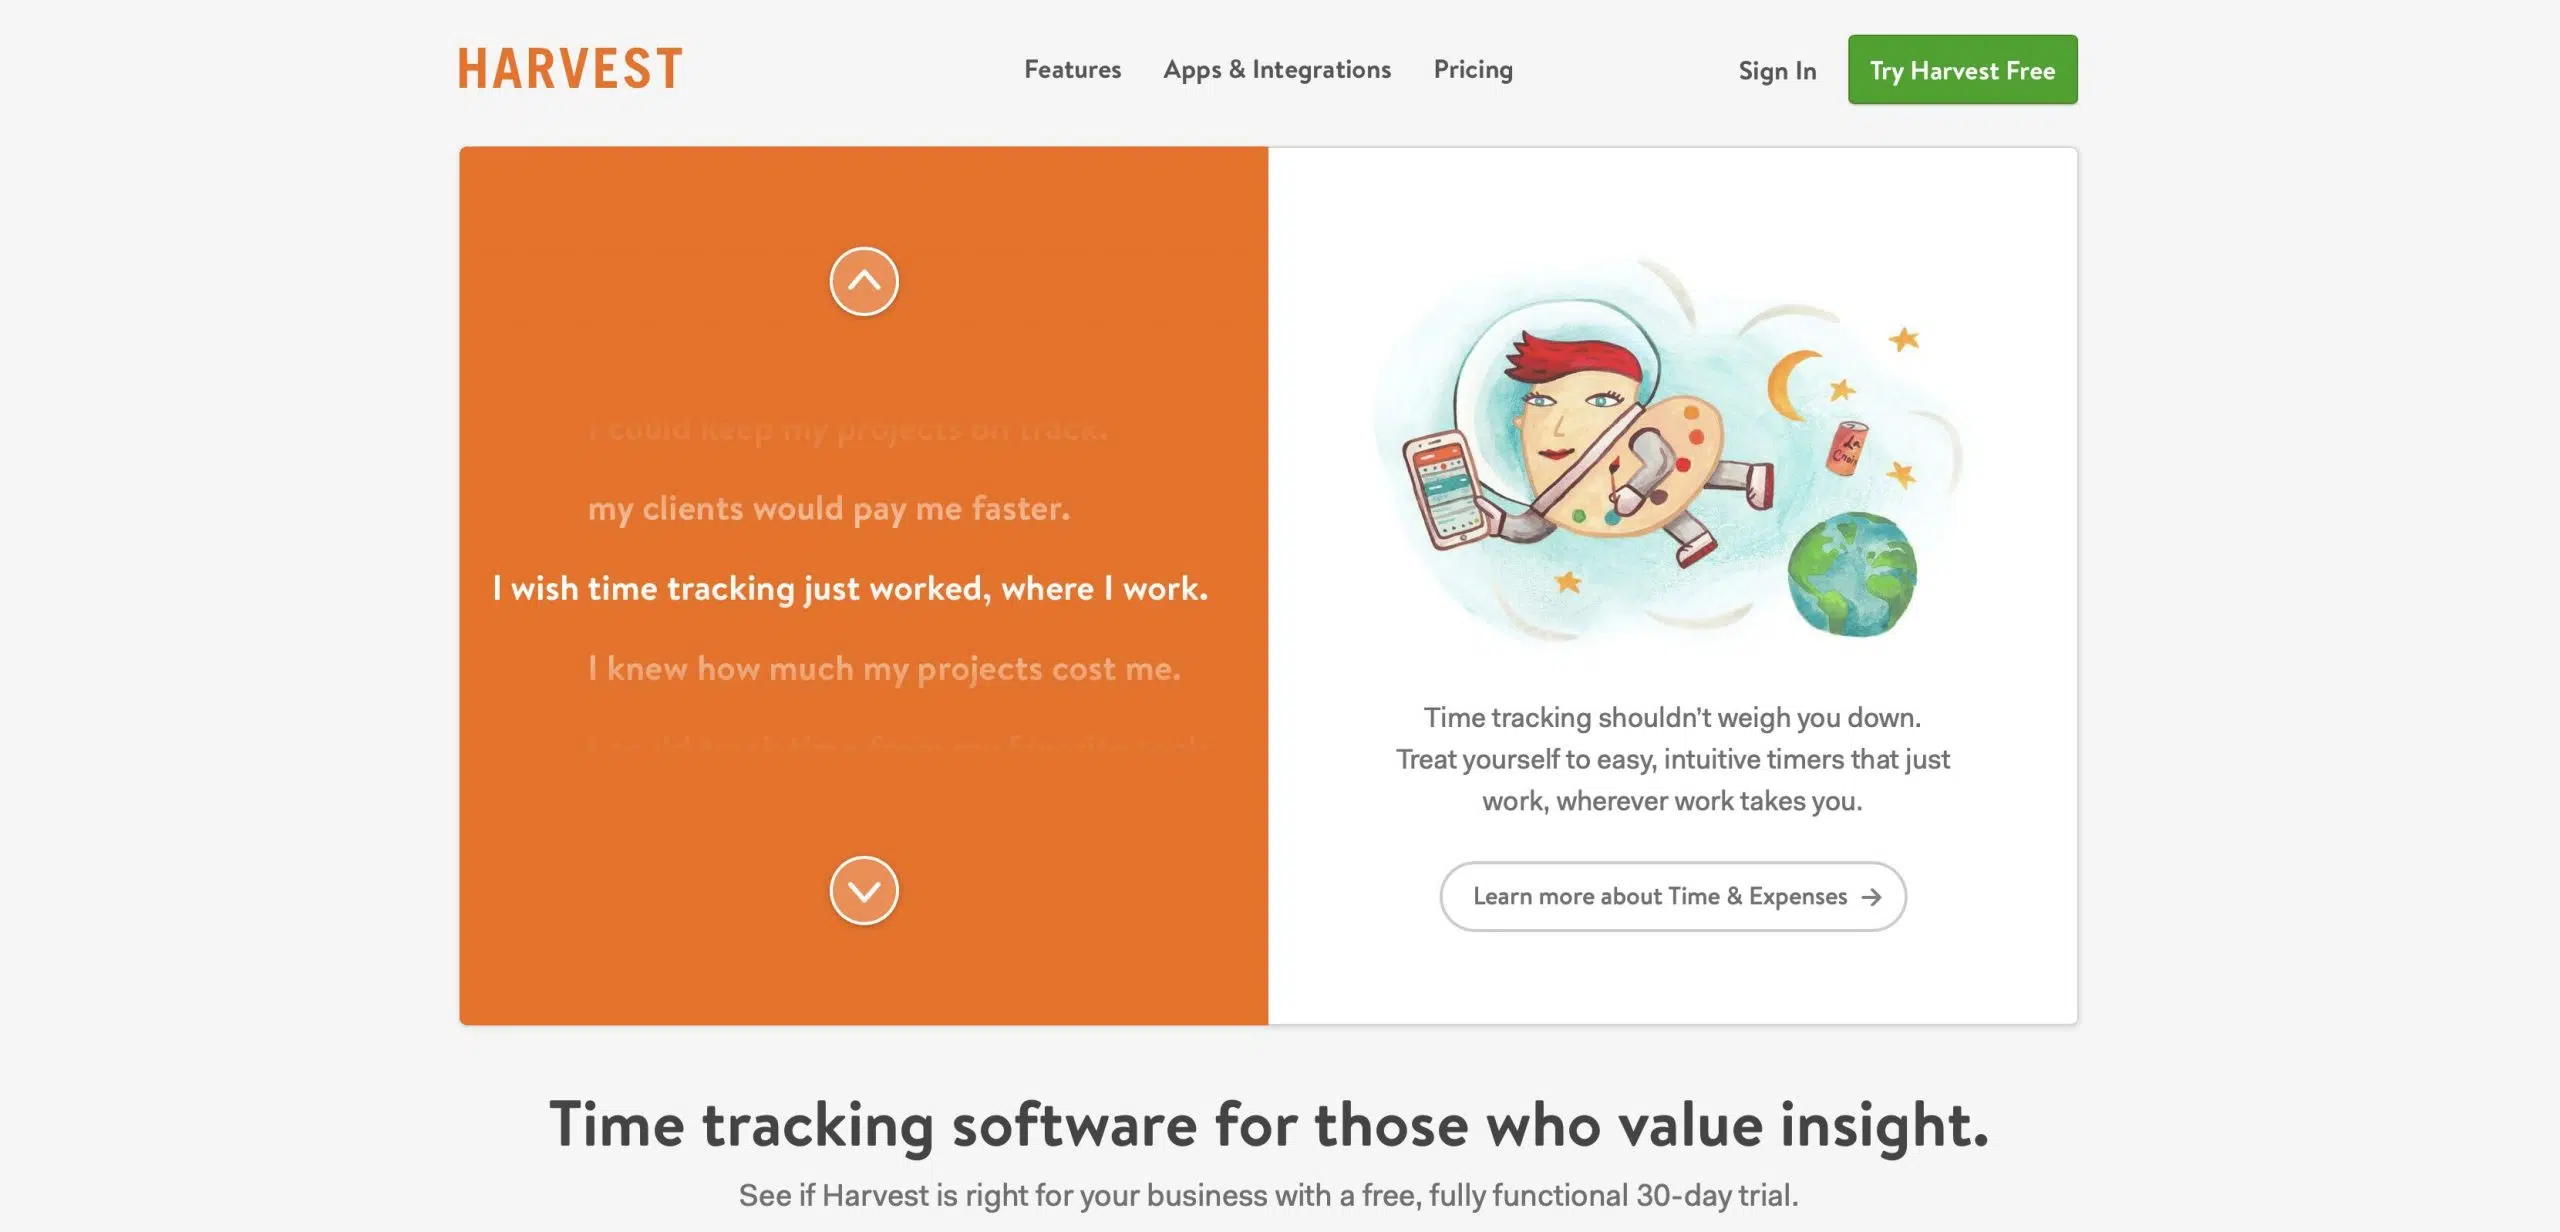 HARVEST
Features
Apps & Integrations
Pricing
Sign In
Try Harvest Free
I could keep my projects on track.
my clients would pay me faster.
I wish time tracking just worked, where I work.
I knew how much my projects cost me.
La
Croix
Time tracking shouldn’t weigh you down.
Treat yourself to easy, intuitive timers that just
work, wherever work takes you.
Learn more about Time & Expenses →
Time tracking software for those who value insight.
See if Harvest is right for your business with a free, fully functional 30-day trial.